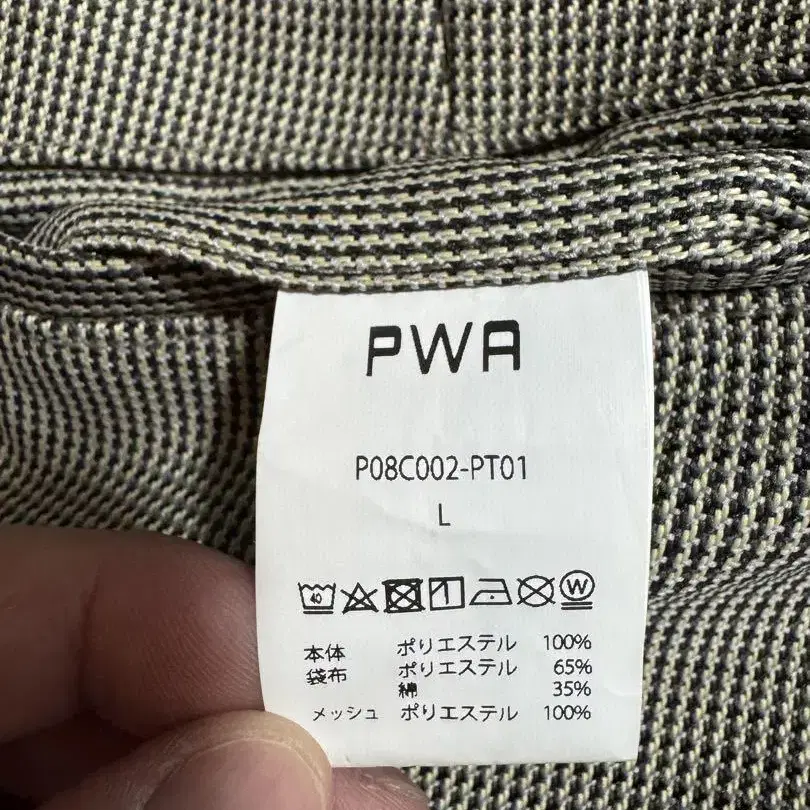 PWA
P08C002-PT01
L
40 W
本体 ポリエステル 100%
袋布 ポリエステル 65%
綿 35%
メッシュ ポリエステル 100%